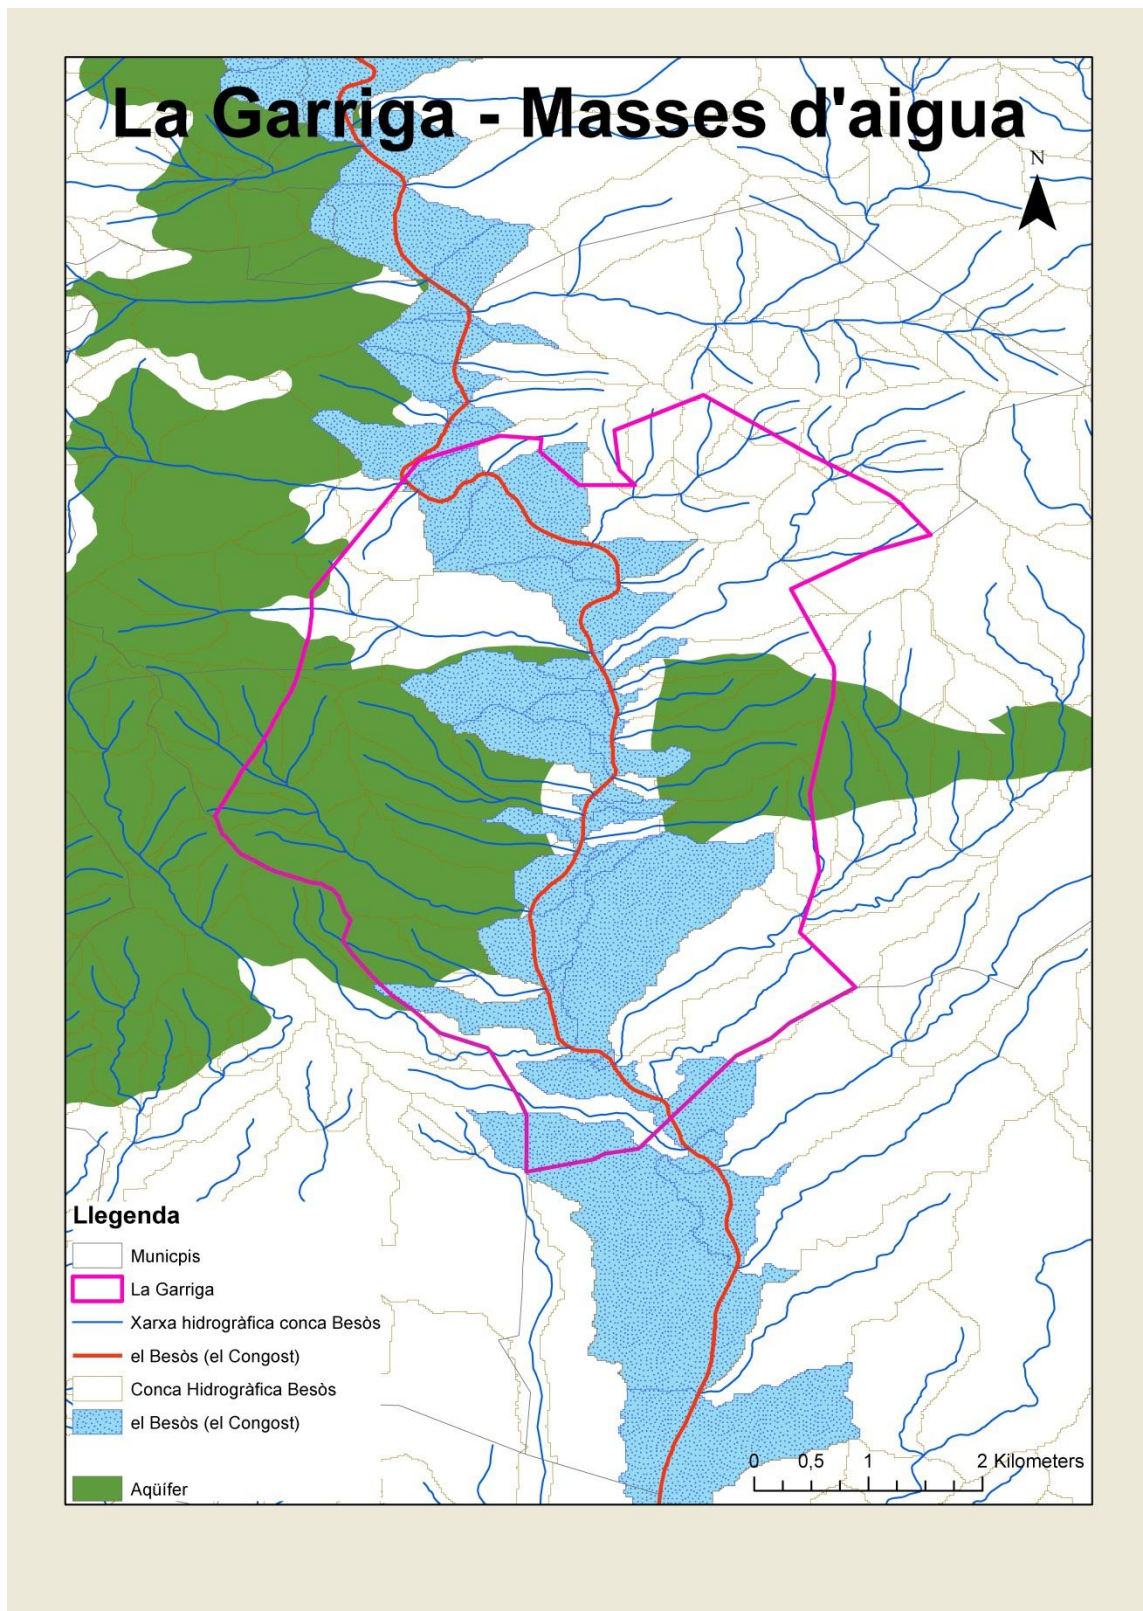 La Garriga - Masses d'aigua
N
Llegenda
Municpis
La Garriga
Xarxa hidrogràfica conca Besòs
el Besòs (el Congost)
Conca Hidrogràfica Besòs
el Besòs (el Congost)
Aqüífer
0 0,5 1 2 Kilometers